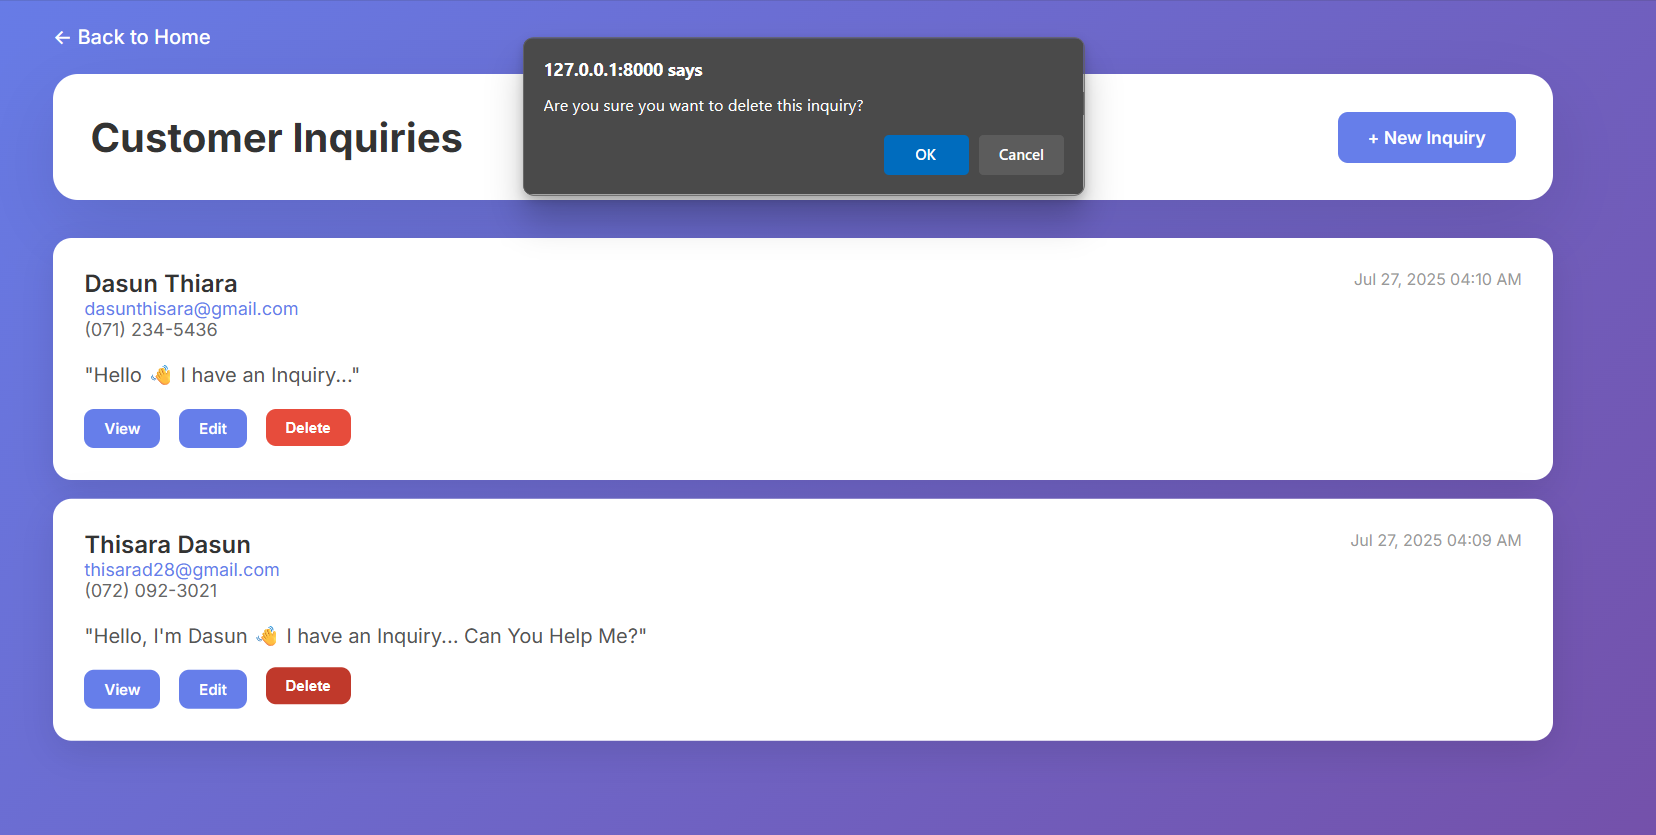 ← Back to Home
127.0.0.1:8000 says
Are you sure you want to delete this inquiry?
OK
Cancel
Customer Inquiries
+ New Inquiry
Dasun Thiara
Jul 27, 2025 04:10 AM
dasunthisara@gmail.com
(071) 234-5436
"Hello 👋 I have an Inquiry..."
View
Edit
Delete
Thisara Dasun
Jul 27, 2025 04:09 AM
thisarad28@gmail.com
(072) 092-3021
"Hello, I'm Dasun 👋 I have an Inquiry... Can You Help Me?"
View
Edit
Delete